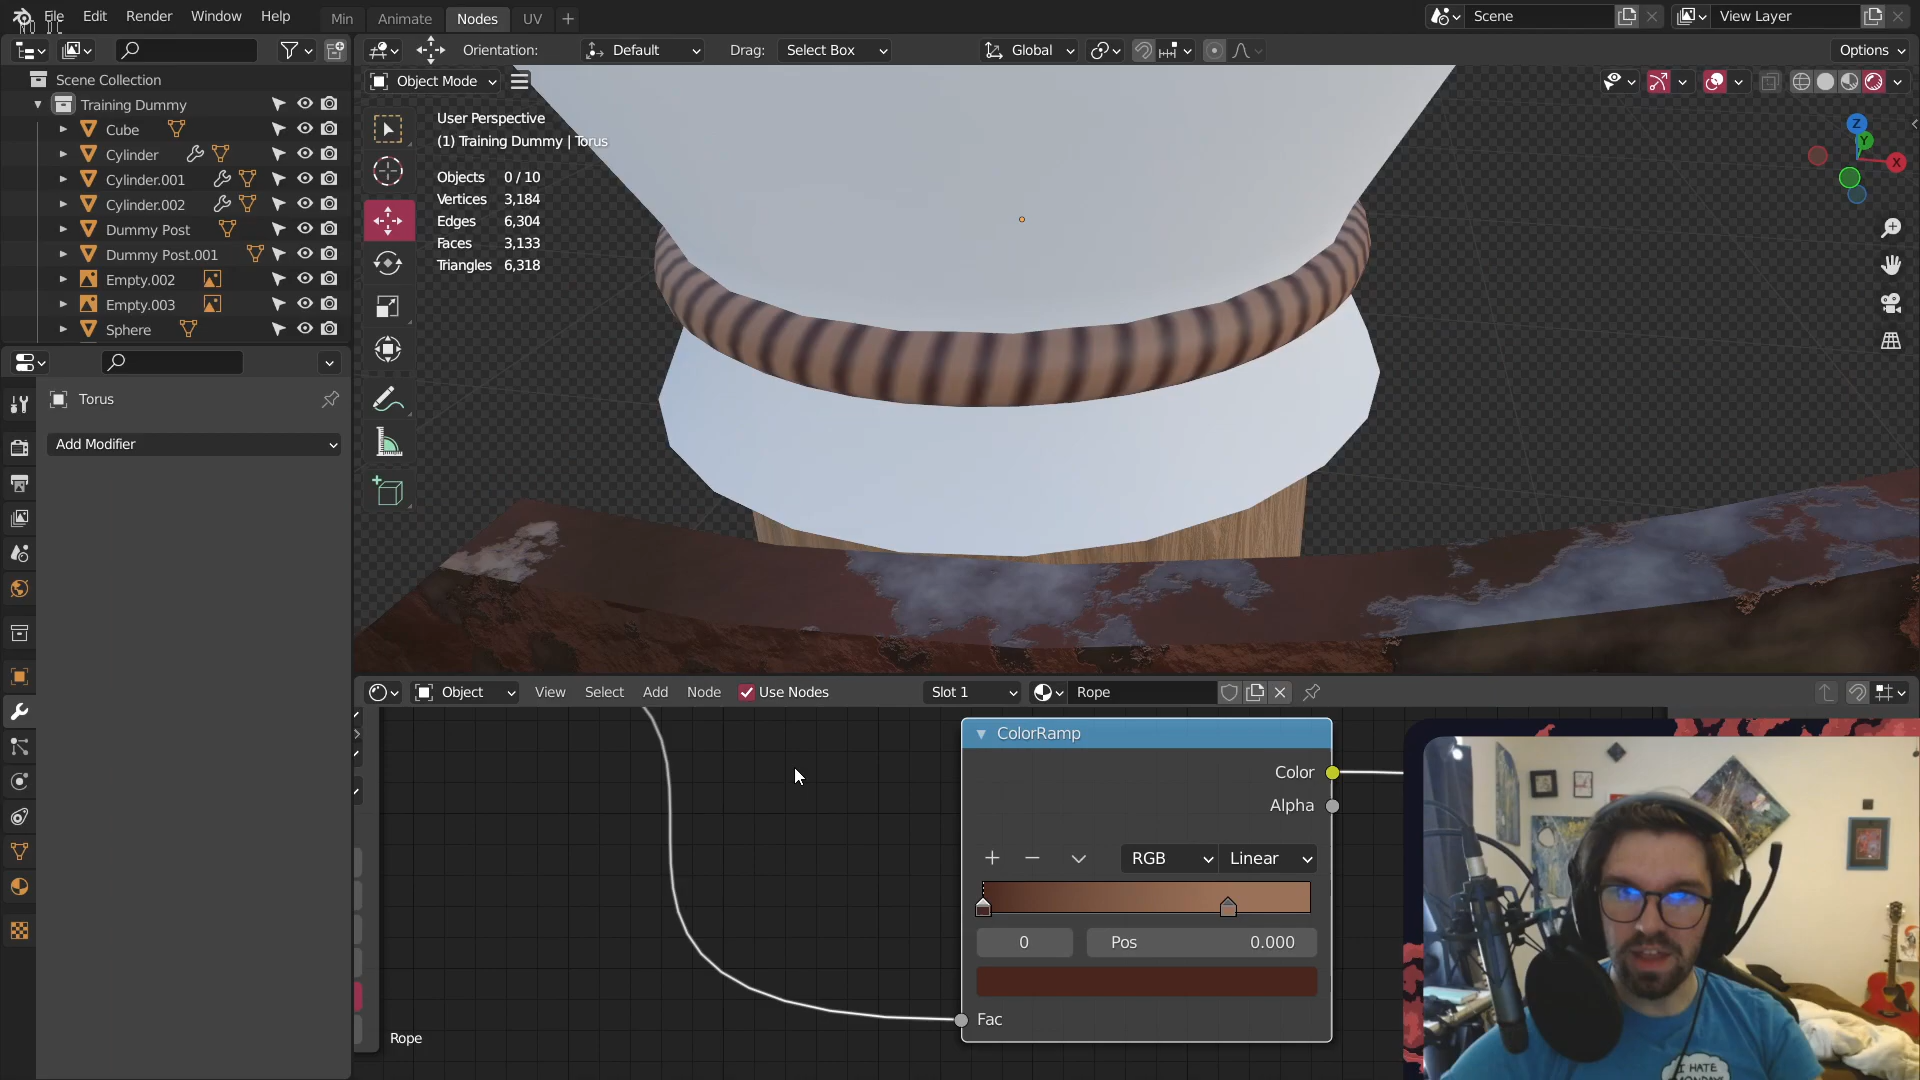 File Edit Render Window Help Min Animate Nodes UV + Scene View Layer
Orientation: Default Drag: Select Box Global Options
Scene Collection
Training Dummy
Cube
Cylinder
Cylinder.001
Cylinder.002
Dummy Post
Dummy Post.001
Empty.002
Empty.003
Sphere
Torus
Add Modifier
Object Mode
User Perspective
(1) Training Dummy | Torus
Objects 0 / 10
Vertices 3,184
Edges 6,304
Faces 3,133
Triangles 6,318
Z
Y
X
Object View Select Add Node Use Nodes Slot 1 Rope
ColorRamp
Color
Alpha
RGB Linear
0 Pos 0.000
Fac
Rope
I HATE